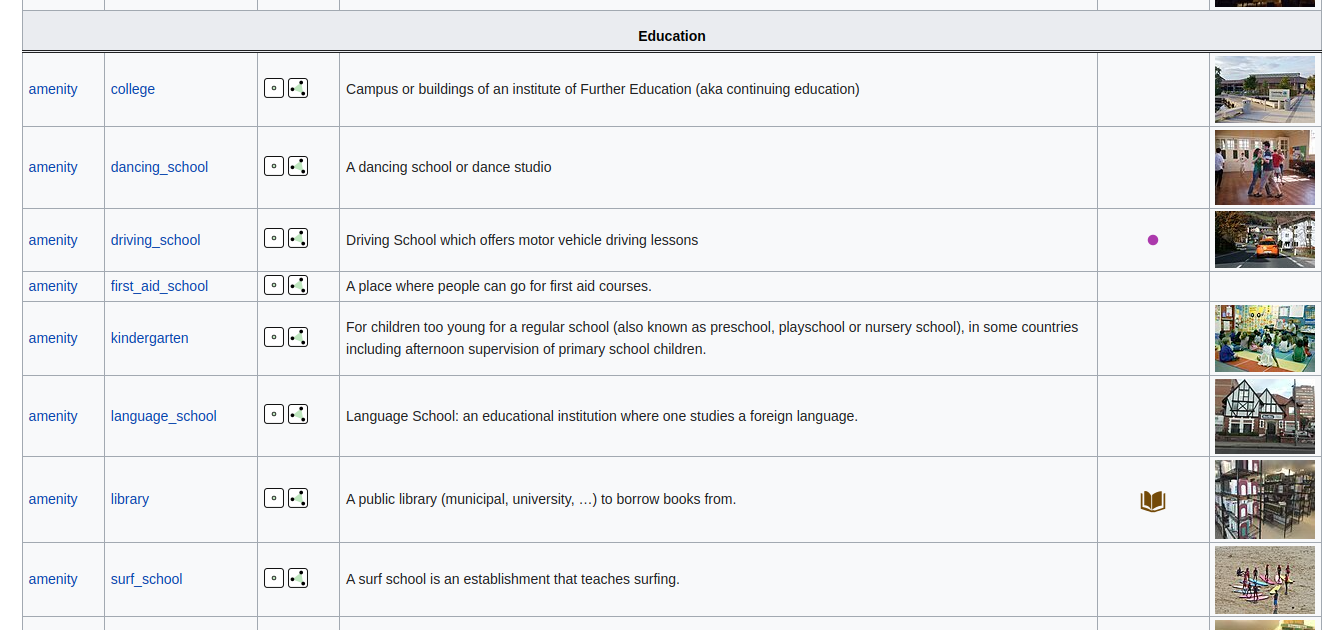 Education
amenity college Campus or buildings of an institute of Further Education (aka continuing education)
amenity dancing_school A dancing school or dance studio
amenity driving_school Driving School which offers motor vehicle driving lessons
amenity first_aid_school A place where people can go for first aid courses.
amenity kindergarten For children too young for a regular school (also known as preschool, playschool or nursery school), in some countries
including afternoon supervision of primary school children.
amenity language_school Language School: an educational institution where one studies a foreign language.
amenity library A public library (municipal, university, …) to borrow books from.
amenity surf_school A surf school is an establishment that teaches surfing.